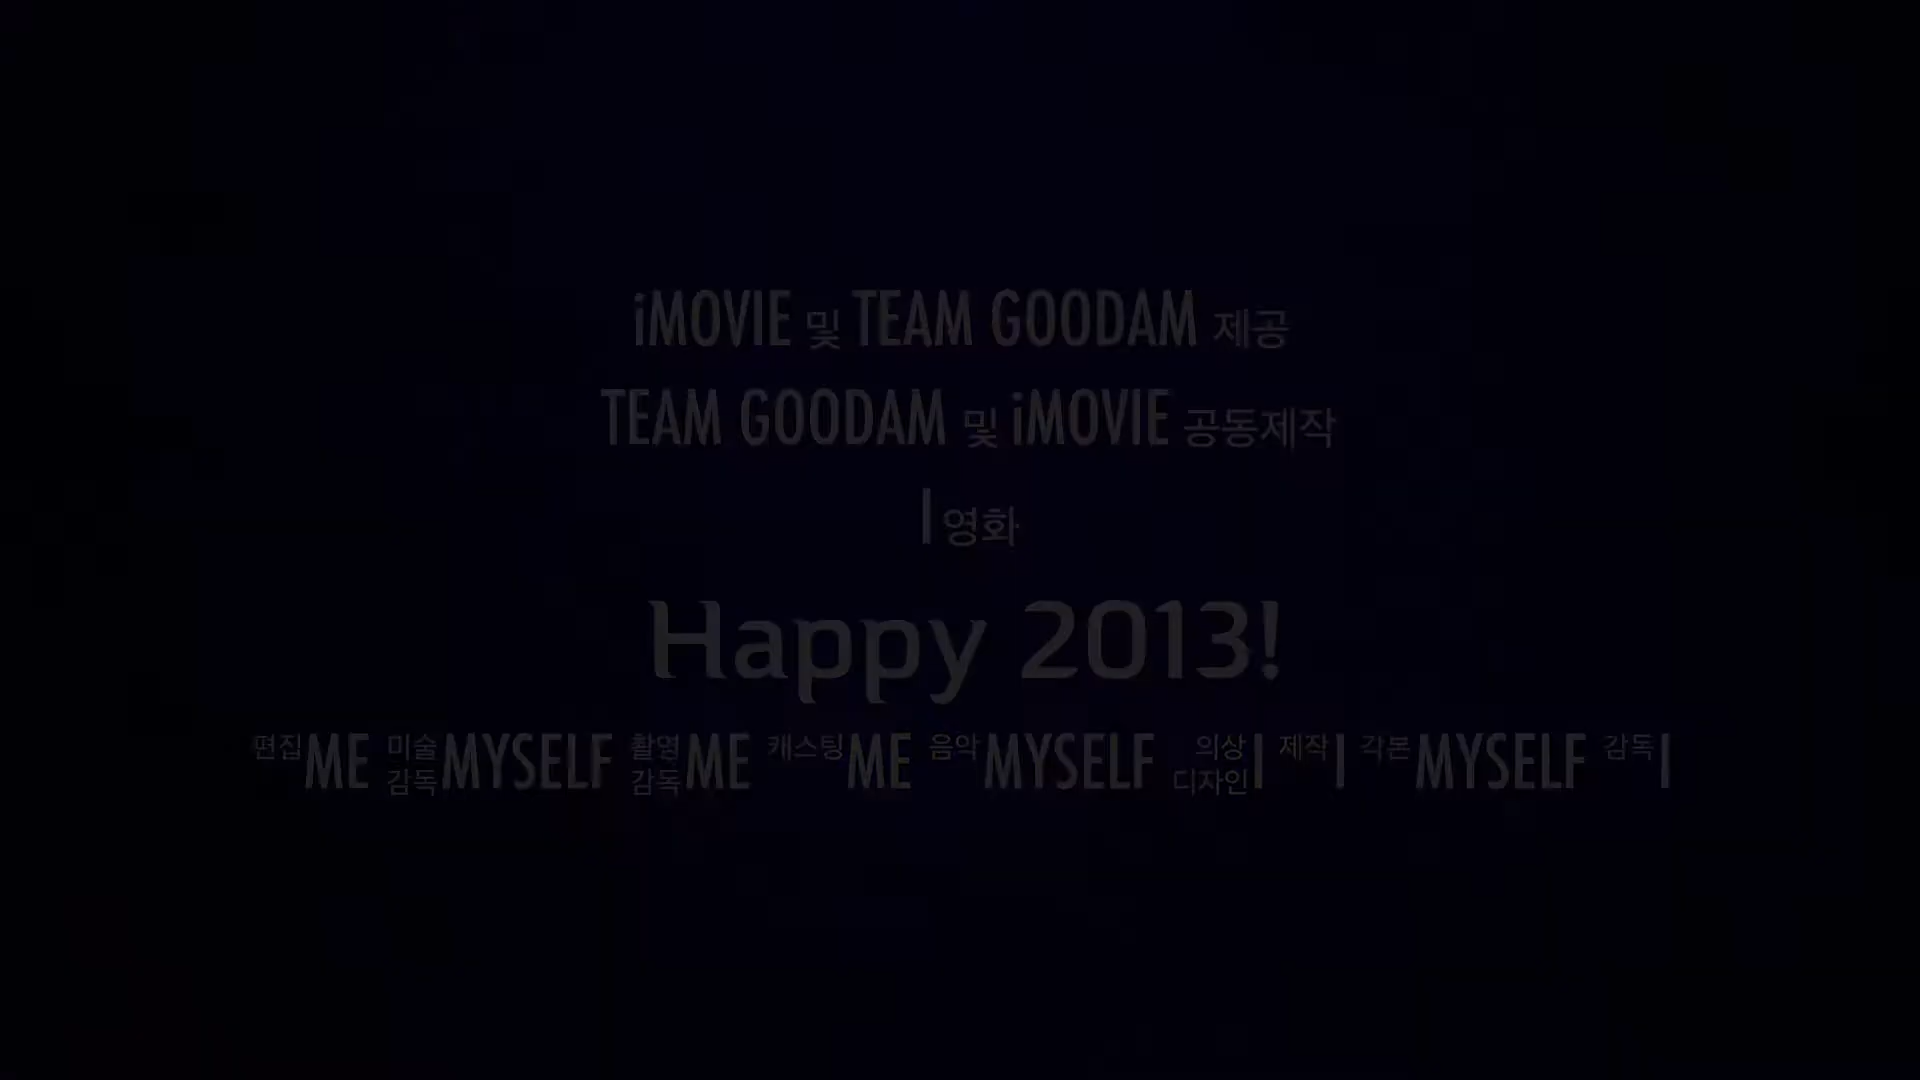 iMOVIE 및 TEAM GOODAM 제공
TEAM GOODAM 및 iMOVIE 공동제작
I 영화
Happy 2013!
편집 ME 미술 감독 MYSELF 촬영 감독 ME 캐스팅 ME 음악 MYSELF 의상 디자인 I 제작 I 각본 MYSELF 감독 I